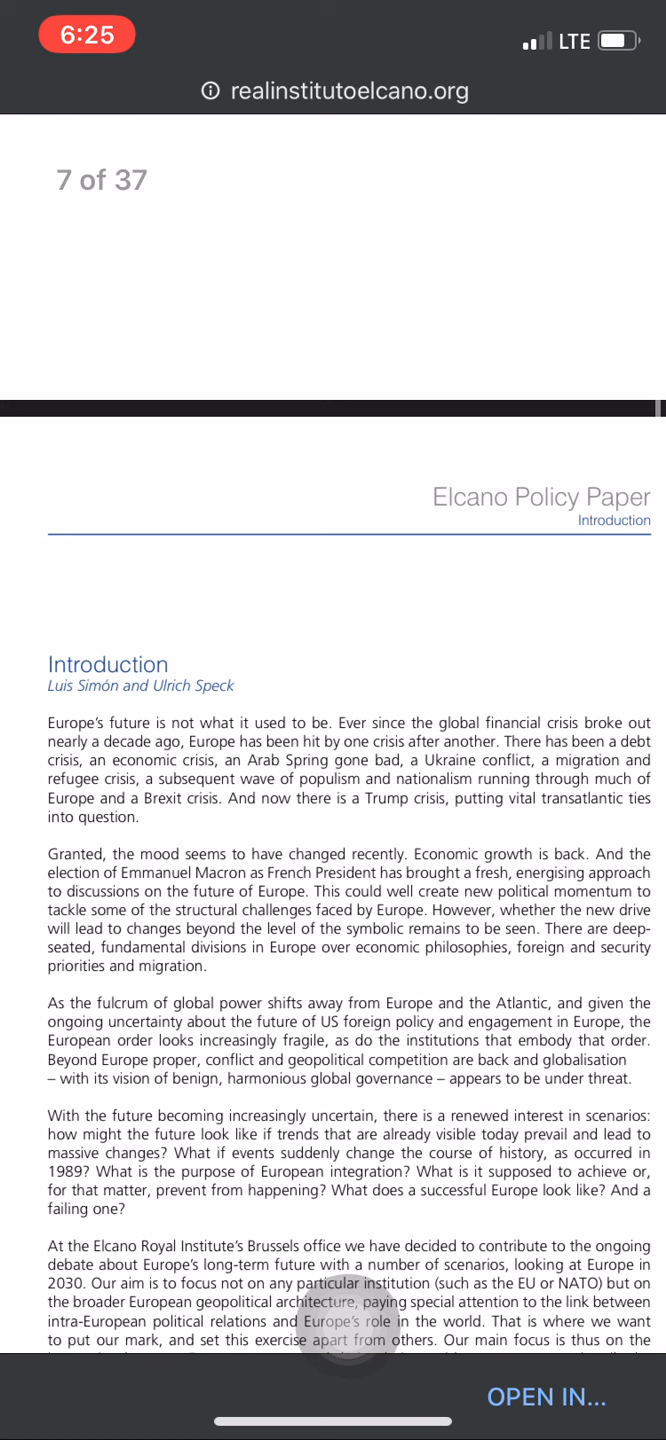 6:25
LTE
realinstitutoelcano.org
7 of 37
Elcano Policy Paper
Introduction
Introduction
Luis Simón and Ulrich Speck
Europe’s future is not what it used to be. Ever since the global financial crisis broke out
nearly a decade ago, Europe has been hit by one crisis after another. There has been a debt
crisis, an economic crisis, an Arab Spring gone bad, a Ukraine conflict, a migration and
refugee crisis, a subsequent wave of populism and nationalism running through much of
Europe and a Brexit crisis. And now there is a Trump crisis, putting vital transatlantic ties
into question.
Granted, the mood seems to have changed recently. Economic growth is back. And the
election of Emmanuel Macron as French President has brought a fresh, energising approach
to discussions on the future of Europe. This could well create new political momentum to
tackle some of the structural challenges faced by Europe. However, whether the new drive
will lead to changes beyond the level of the symbolic remains to be seen. There are deep-
seated, fundamental divisions in Europe over economic philosophies, foreign and security
priorities and migration.
As the fulcrum of global power shifts away from Europe and the Atlantic, and given the
ongoing uncertainty about the future of US foreign policy and engagement in Europe, the
European order looks increasingly fragile, as do the institutions that embody that order.
Beyond Europe proper, conflict and geopolitical competition are back and globalisation
– with its vision of benign, harmonious global governance – appears to be under threat.
With the future becoming increasingly uncertain, there is a renewed interest in scenarios:
how might the future look like if trends that are already visible today prevail and lead to
massive changes? What if events suddenly change the course of history, as occurred in
1989? What is the purpose of European integration? What is it supposed to achieve or,
for that matter, prevent from happening? What does a successful Europe look like? And a
failing one?
At the Elcano Royal Institute’s Brussels office we have decided to contribute to the ongoing
debate about Europe’s long-term future with a number of scenarios, looking at Europe in
2030. Our aim is to focus not on any particular institution (such as the EU or NATO) but on
the broader European geopolitical architecture, paying special attention to the link between
intra-European political relations and Europe’s role in the world. That is where we want
to put our mark, and set this exercise apart from others. Our main focus is thus on the
OPEN IN...